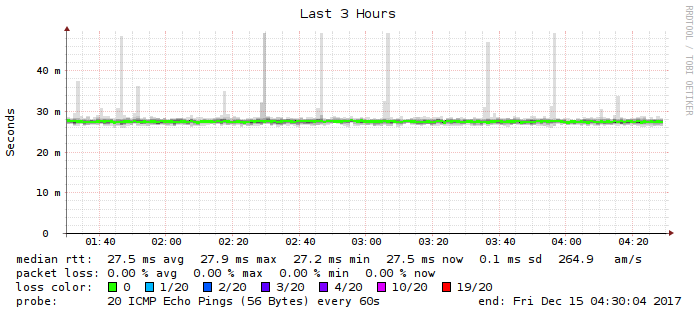 Last 3 Hours
RRDTOOL / TOBI OETIKER
Seconds
40 m
30 m
20 m
10 m
0
01:40 02:00 02:20 02:40 03:00 03:20 03:40 04:00 04:20
median rtt: 27.5 ms avg 27.9 ms max 27.2 ms min 27.5 ms now 0.1 ms sd 264.9 am/s
packet loss: 0.00 % avg 0.00 % max 0.00 % min 0.00 % now
loss color: 0 1/20 2/20 3/20 4/20 10/20 19/20
probe: 20 ICMP Echo Pings (56 Bytes) every 60s end: Fri Dec 15 04:30:04 2017